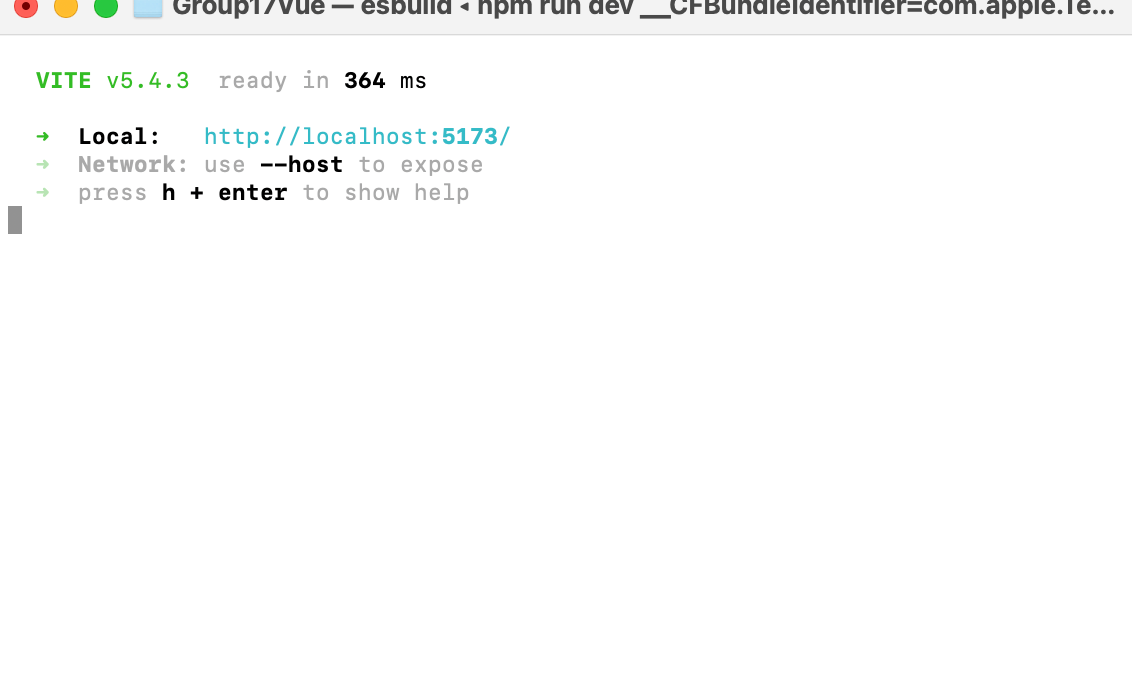 Group17Vue — esbuild ◂ npm run dev __CFBundleIdentifier=com.apple.Te...
VITE v5.4.3 ready in 364 ms
➜ Local: http://localhost:5173/
➜ Network: use --host to expose
➜ press h + enter to show help